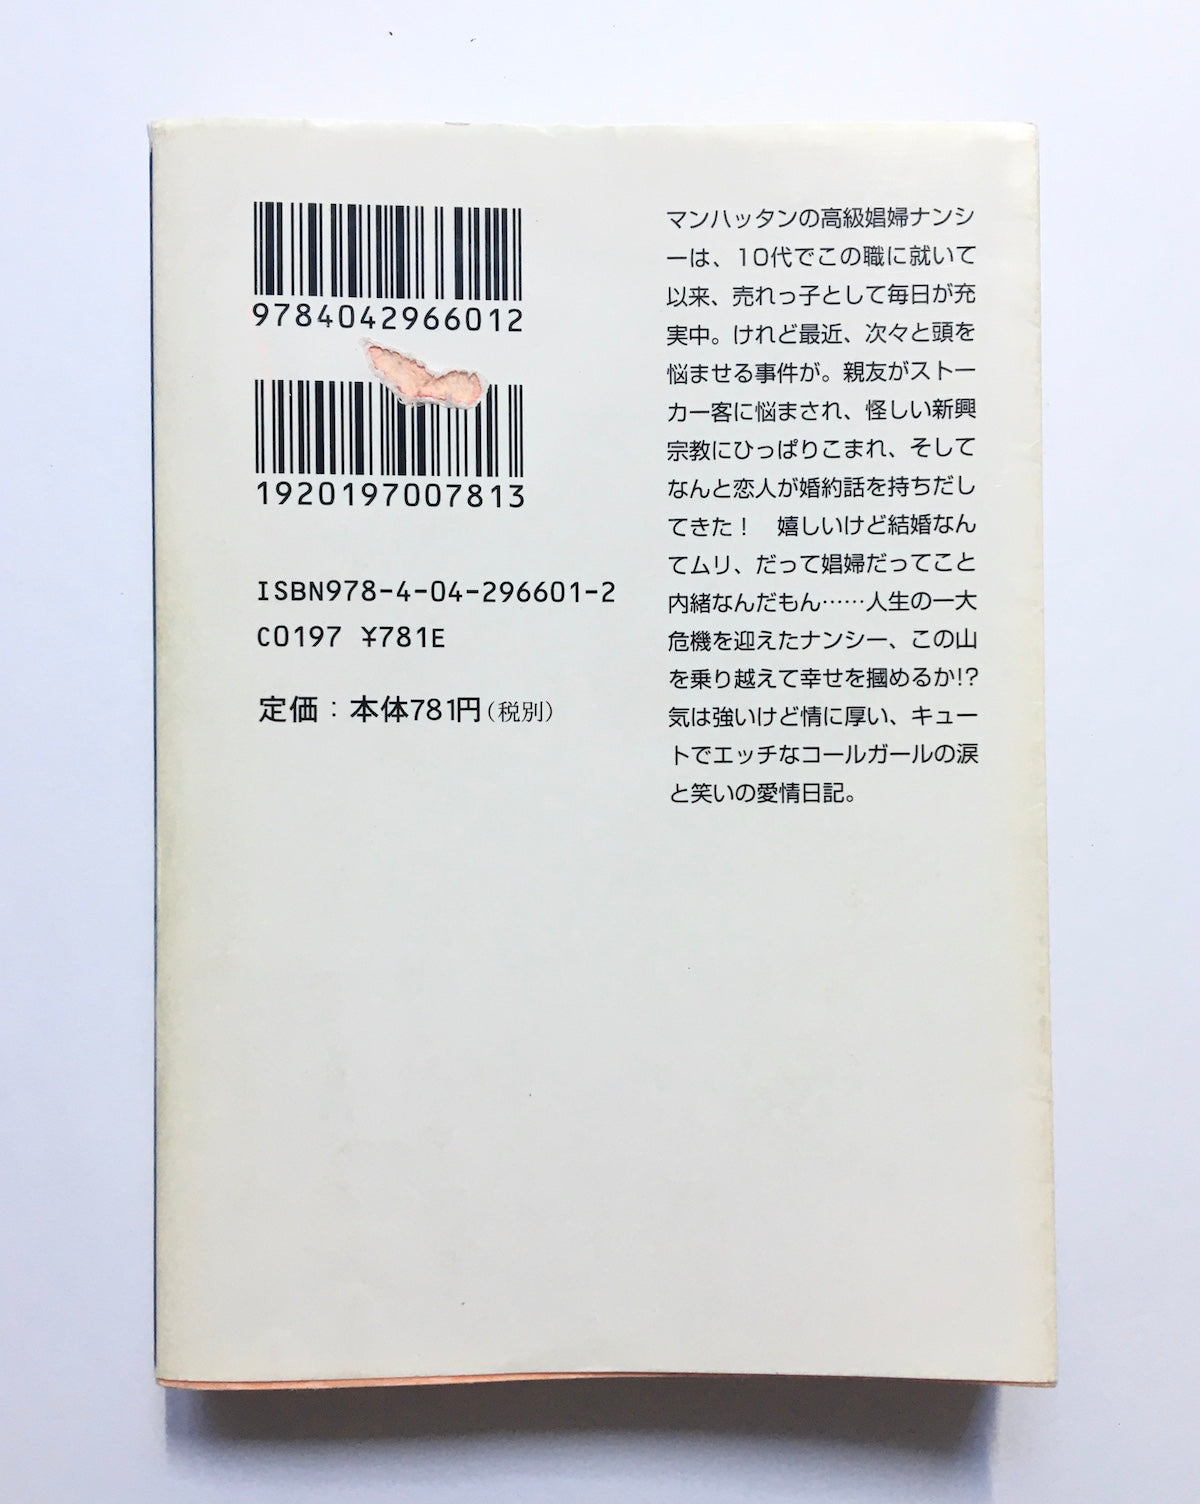 9784042966012
1920197007813
ISBN978-4-04-296601-2
C0197 ¥781E
定価：本体781円（税別）
マンハッタンの高級娼婦ナンシ
ーは、10代でこの職に就いて
以来、売れっ子として毎日が充
実中。けれど最近、次々と頭を
悩ませる事件が。親友がストー
カー客に悩まされ、怪しい新興
宗教にひっぱりこまれ、そして
なんと恋人が婚約話を持ちだし
てきた！　嬉しいけど結婚なん
てムリ、だって娼婦だってこと
内緒なんだもん……人生の一大
危機を迎えたナンシー、この山
を乗り越えて幸せを摑めるか!?
気は強いけど情に厚い、キュー
トでエッチなコールガールの涙
と笑いの愛情日記。